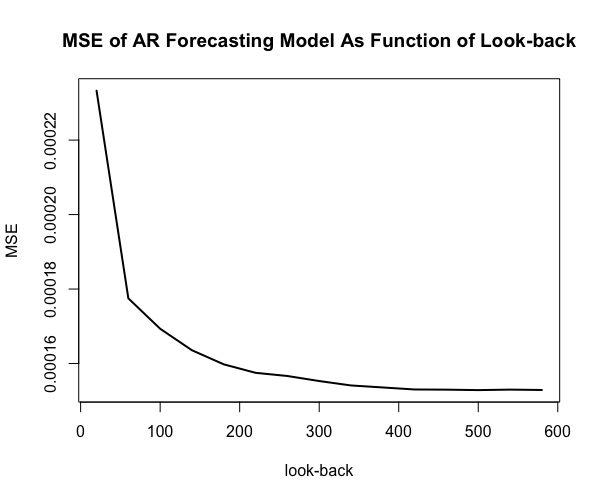 MSE of AR Forecasting Model As Function of Look-back
MSE
0.00022
0.00020
0.00018
0.00016
0 100 200 300 400 500 600
look-back